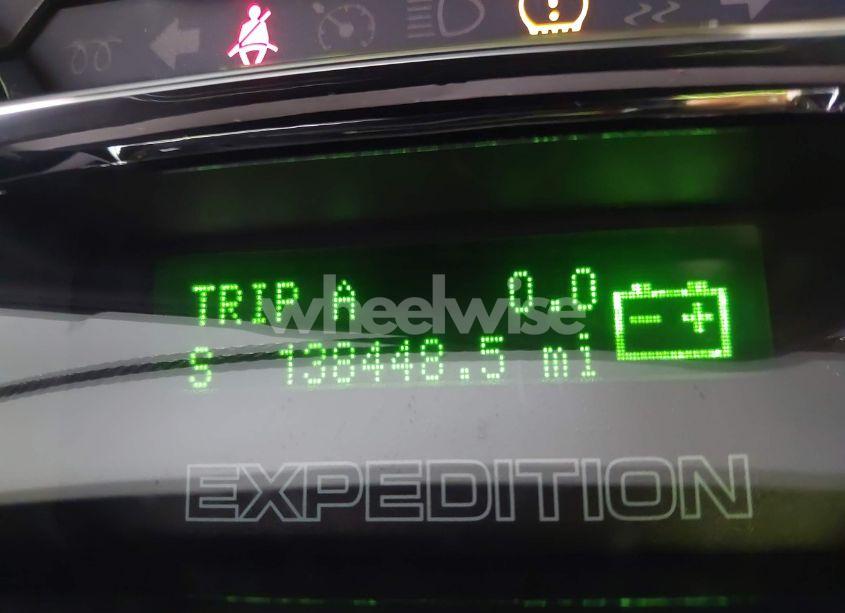 TRIP A 0.0
wheelwise
S 138448.5 mi
EXPEDITION